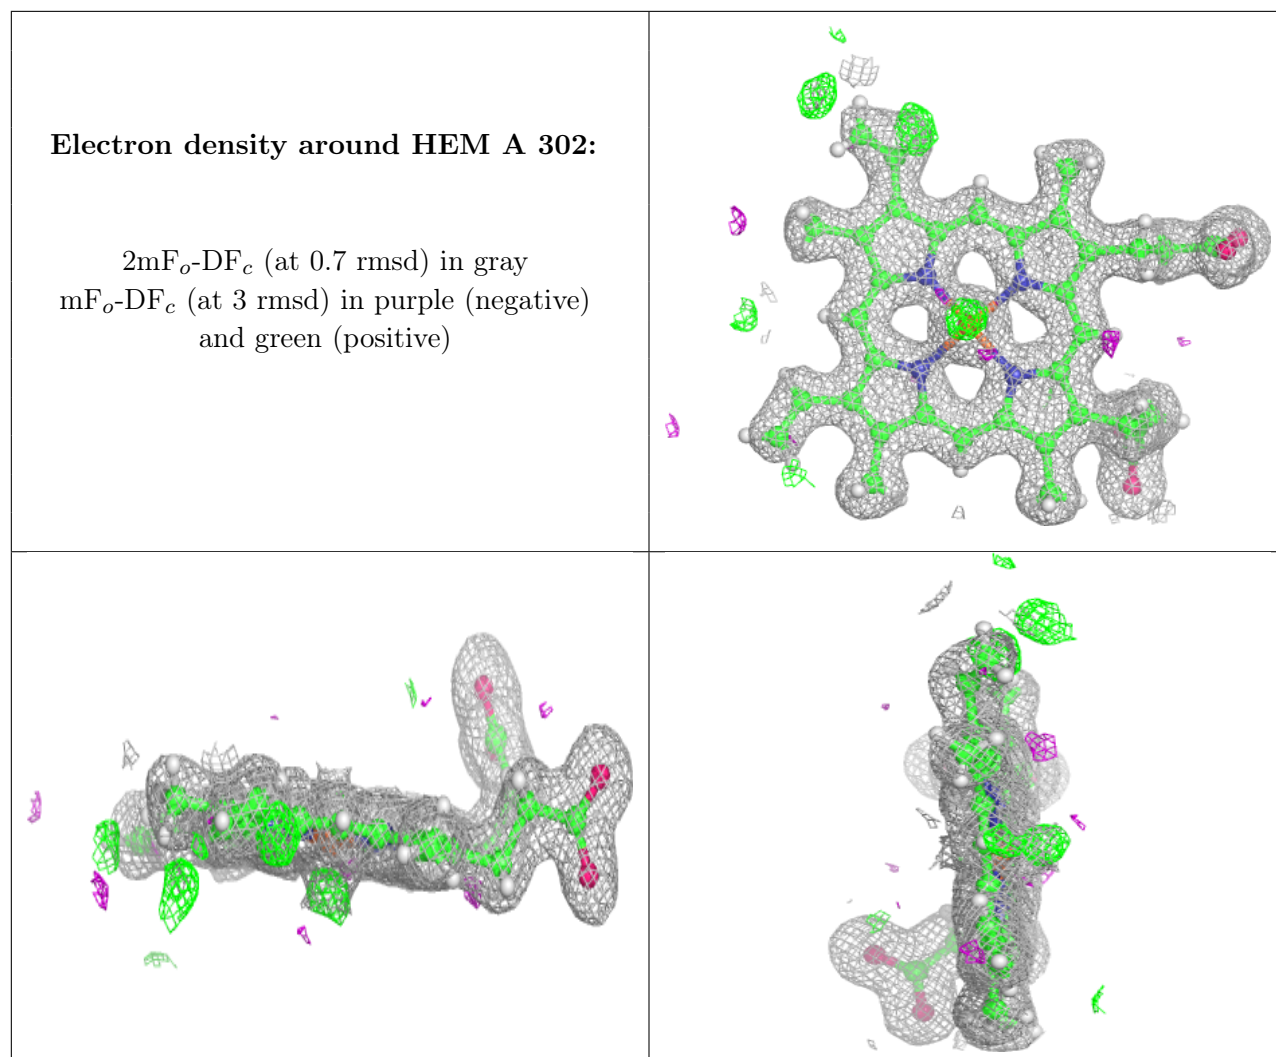 Electron density around HEM A 302:
2mFo-DFc (at 0.7 rmsd) in gray
mFo-DFc (at 3 rmsd) in purple (negative)
and green (positive)